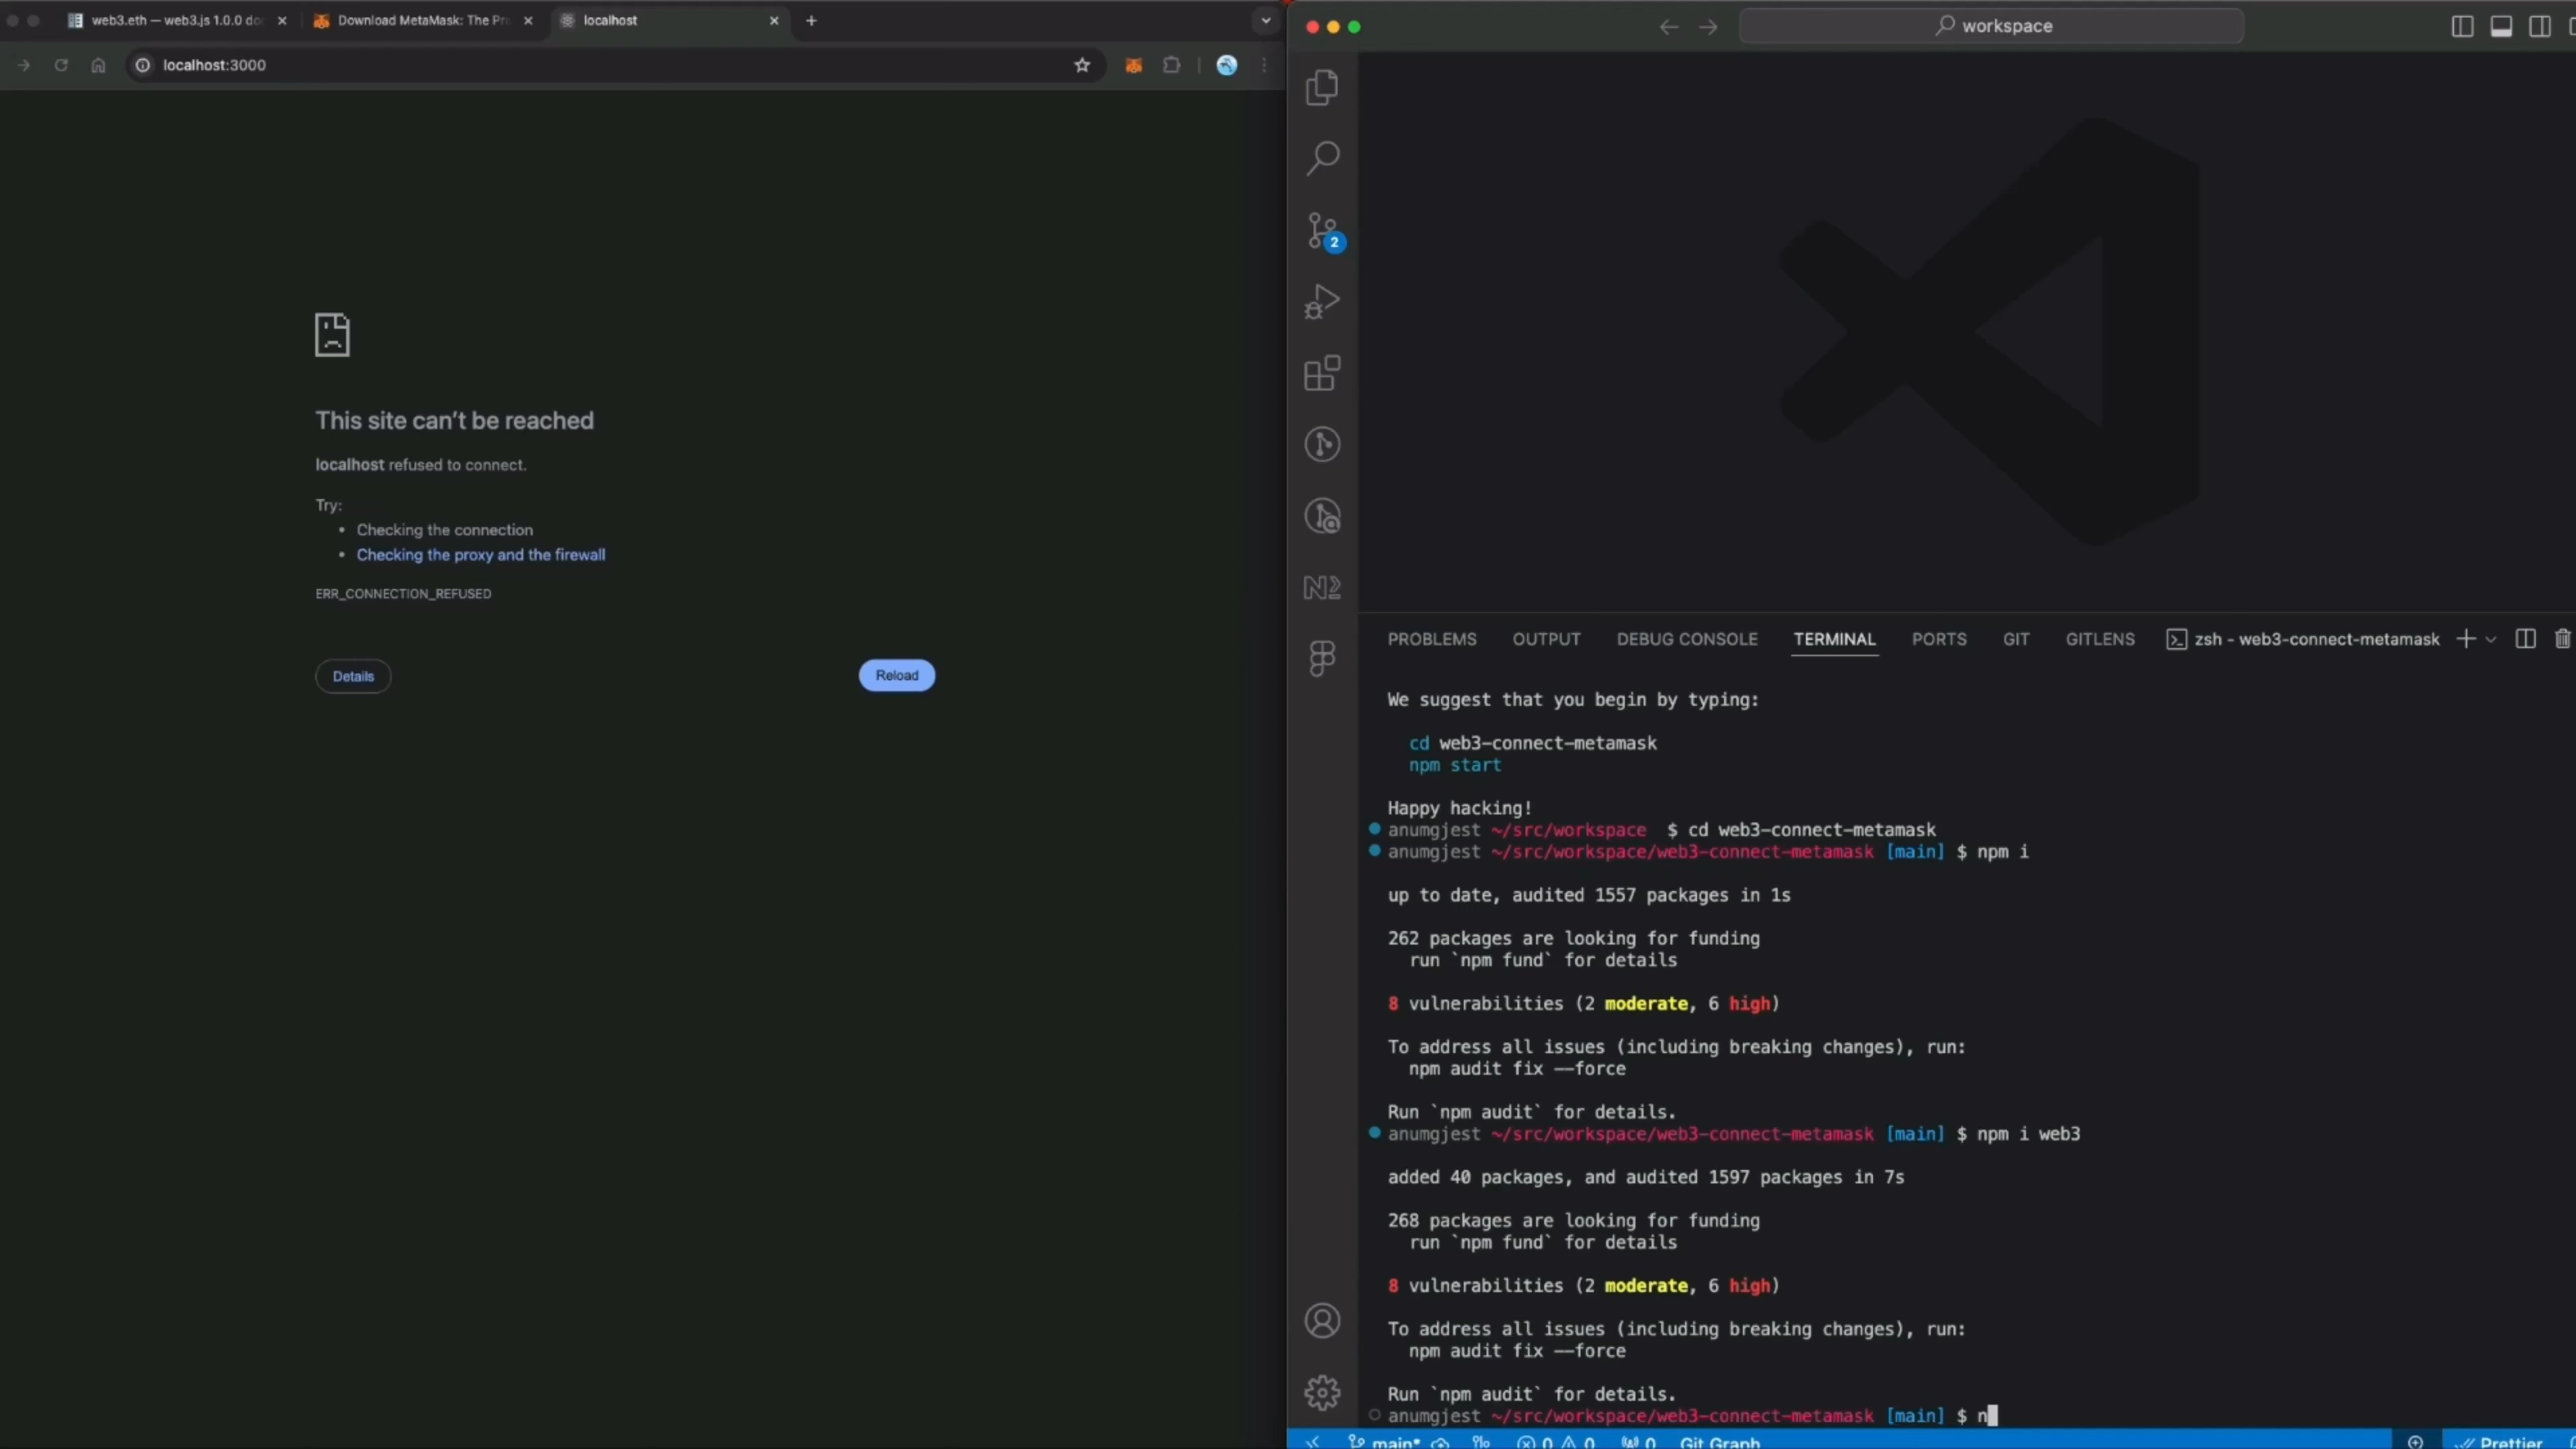 web3.eth — web3.js 1.0.0 do
Download MetaMask: The Pr
localhost
localhost:3000
This site can't be reached
localhost refused to connect.
Try:
• Checking the connection
• Checking the proxy and the firewall
ERR_CONNECTION_REFUSED
Details
Reload
workspace
2
PROBLEMS OUTPUT DEBUG CONSOLE TERMINAL PORTS GIT GITLENS zsh - web3-connect-metamask
We suggest that you begin by typing:
cd web3-connect-metamask
npm start
Happy hacking!
anumgjest ~/src/workspace $ cd web3-connect-metamask
anumgjest ~/src/workspace/web3-connect-metamask [main] $ npm i
up to date, audited 1557 packages in 1s
262 packages are looking for funding
run `npm fund` for details
8 vulnerabilities (2 moderate, 6 high)
To address all issues (including breaking changes), run:
npm audit fix --force
Run `npm audit` for details.
anumgjest ~/src/workspace/web3-connect-metamask [main] $ npm i web3
added 40 packages, and audited 1597 packages in 7s
268 packages are looking for funding
run `npm fund` for details
8 vulnerabilities (2 moderate, 6 high)
To address all issues (including breaking changes), run:
npm audit fix --force
Run `npm audit` for details.
anumgjest ~/src/workspace/web3-connect-metamask [main] $ n
main* 0 0 0 Git Graph Prettier